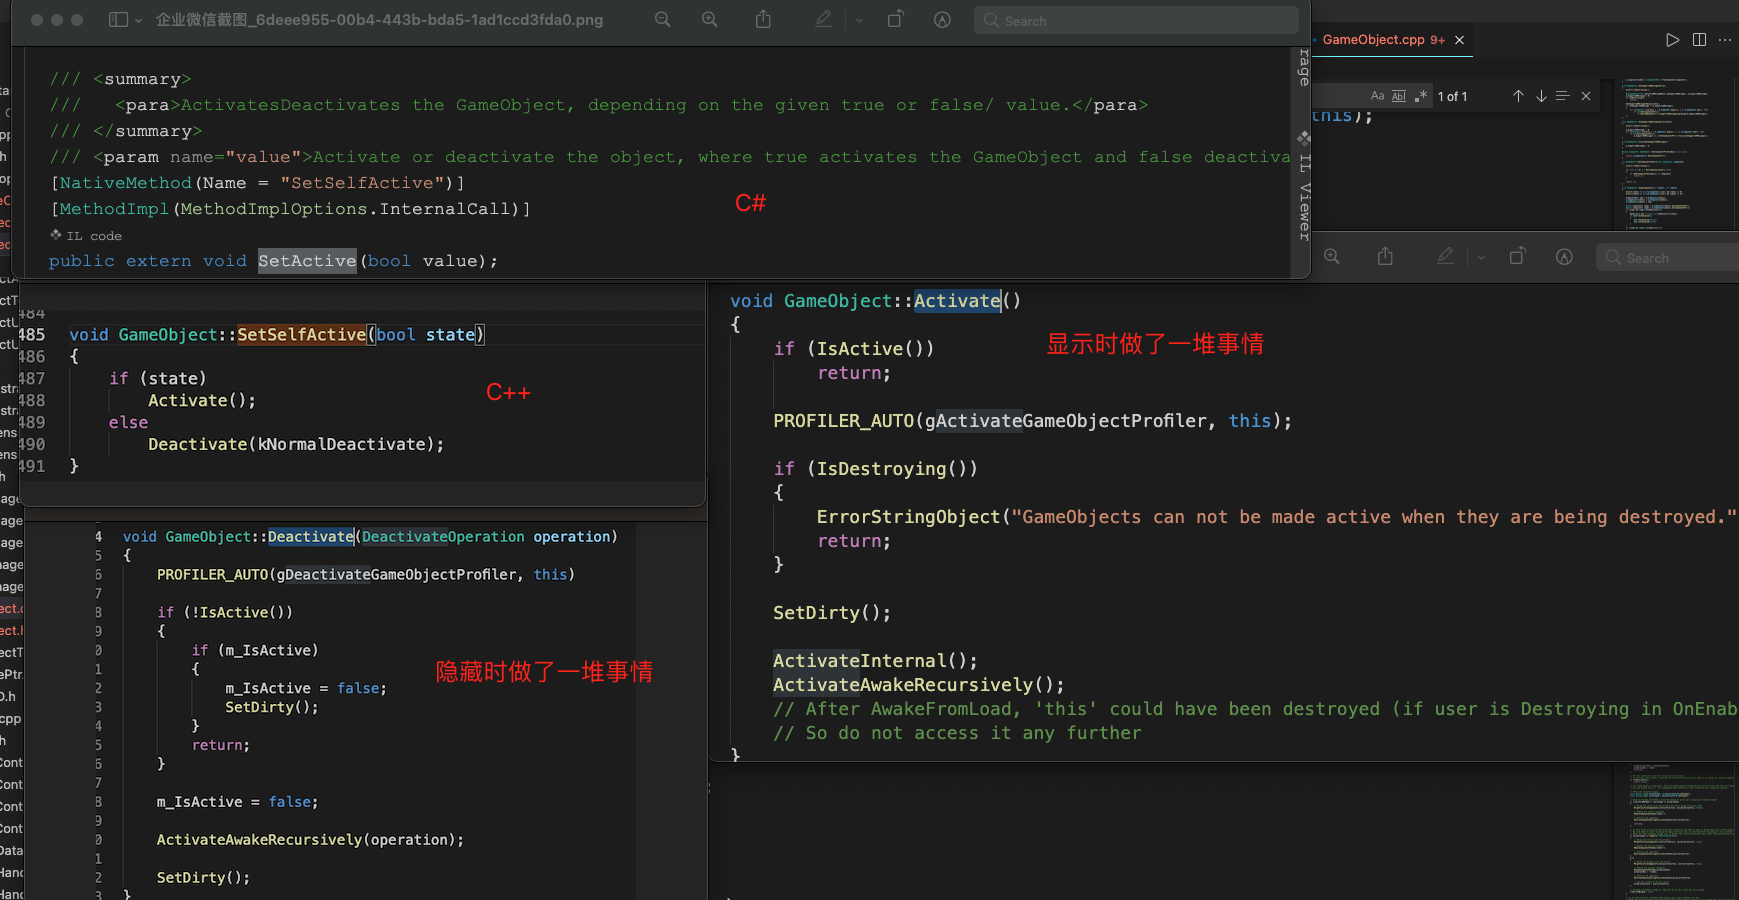 企业微信截图_6deee955-00b4-443b-bda5-1ad1ccd3fda0.png
Search
GameObject.cpp 9+
/// <summary>
///   <para>ActivatesDeactivates the GameObject, depending on the given true or false/ value.</para>
/// </summary>
/// <param name="value">Activate or deactivate the object, where true activates the GameObject and false deactiva
[NativeMethod(Name = "SetSelfActive")]
[MethodImpl(MethodImplOptions.InternalCall)]
C#
IL code
public extern void SetActive(bool value);
rage
IL Viewer
Aa Ab .* 1 of 1
this);
Search
484
485 void GameObject::SetSelfActive(bool state)
486 {
487     if (state)
488         Activate();
489     else
490         Deactivate(kNormalDeactivate);
491 }
C++
void GameObject::Activate()
{
    if (IsActive())
        return;
    PROFILER_AUTO(gActivateGameObjectProfiler, this);
    if (IsDestroying())
    {
        ErrorStringObject("GameObjects can not be made active when they are being destroyed."
        return;
    }
    SetDirty();
    ActivateInternal();
    ActivateAwakeRecursively();
    // After AwakeFromLoad, 'this' could have been destroyed (if user is Destroying in OnEnab
    // So do not access it any further
}
显示时做了一堆事情
4 void GameObject::Deactivate(DeactivateOperation operation)
5 {
6     PROFILER_AUTO(gDeactivateGameObjectProfiler, this)
7
8     if (!IsActive())
9     {
0         if (m_IsActive)
1         {
2             m_IsActive = false;
3             SetDirty();
4         }
5         return;
6     }
7
8     m_IsActive = false;
9
0     ActivateAwakeRecursively(operation);
1
2     SetDirty();
3 }
隐藏时做了一堆事情